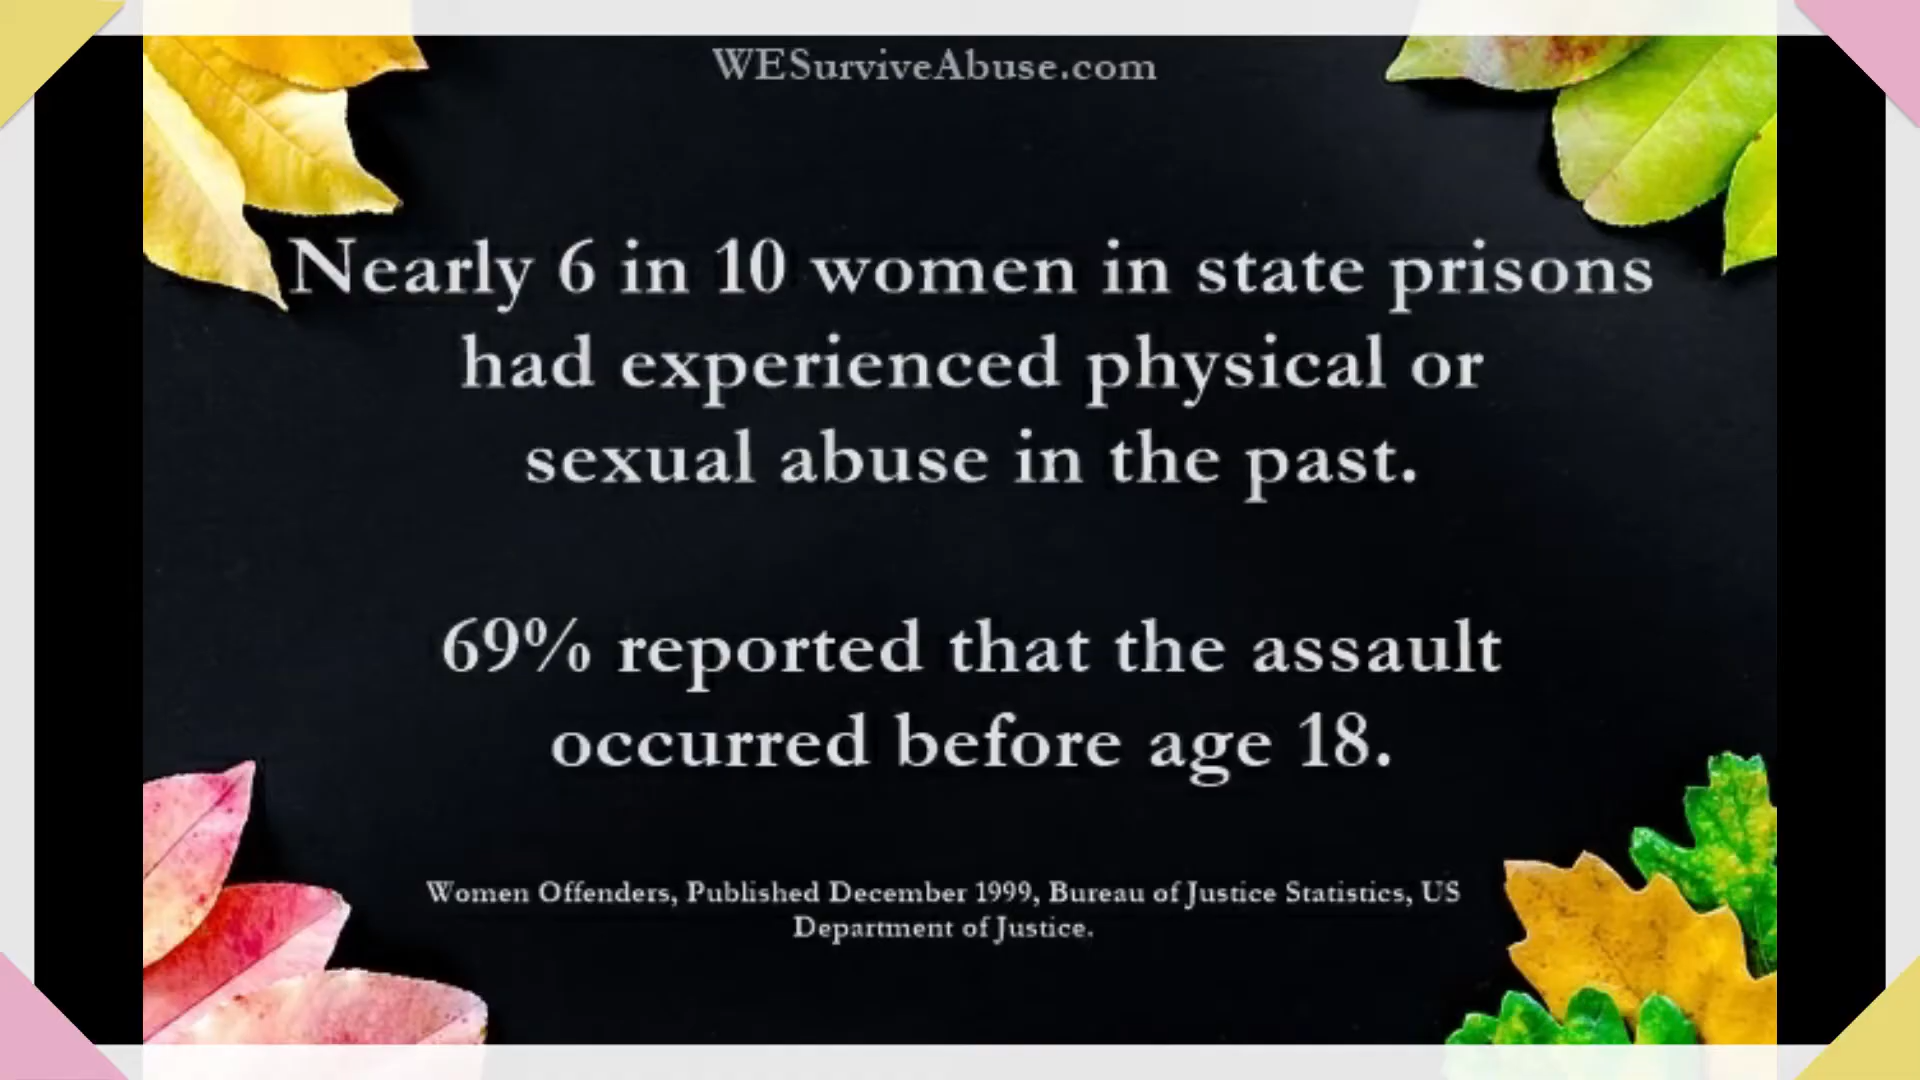 WESurviveAbuse.com
Nearly 6 in 10 women in state prisons
had experienced physical or
sexual abuse in the past.
69% reported that the assault
occurred before age 18.
Women Offenders, Published December 1999, Bureau of Justice Statistics, US
Department of Justice.